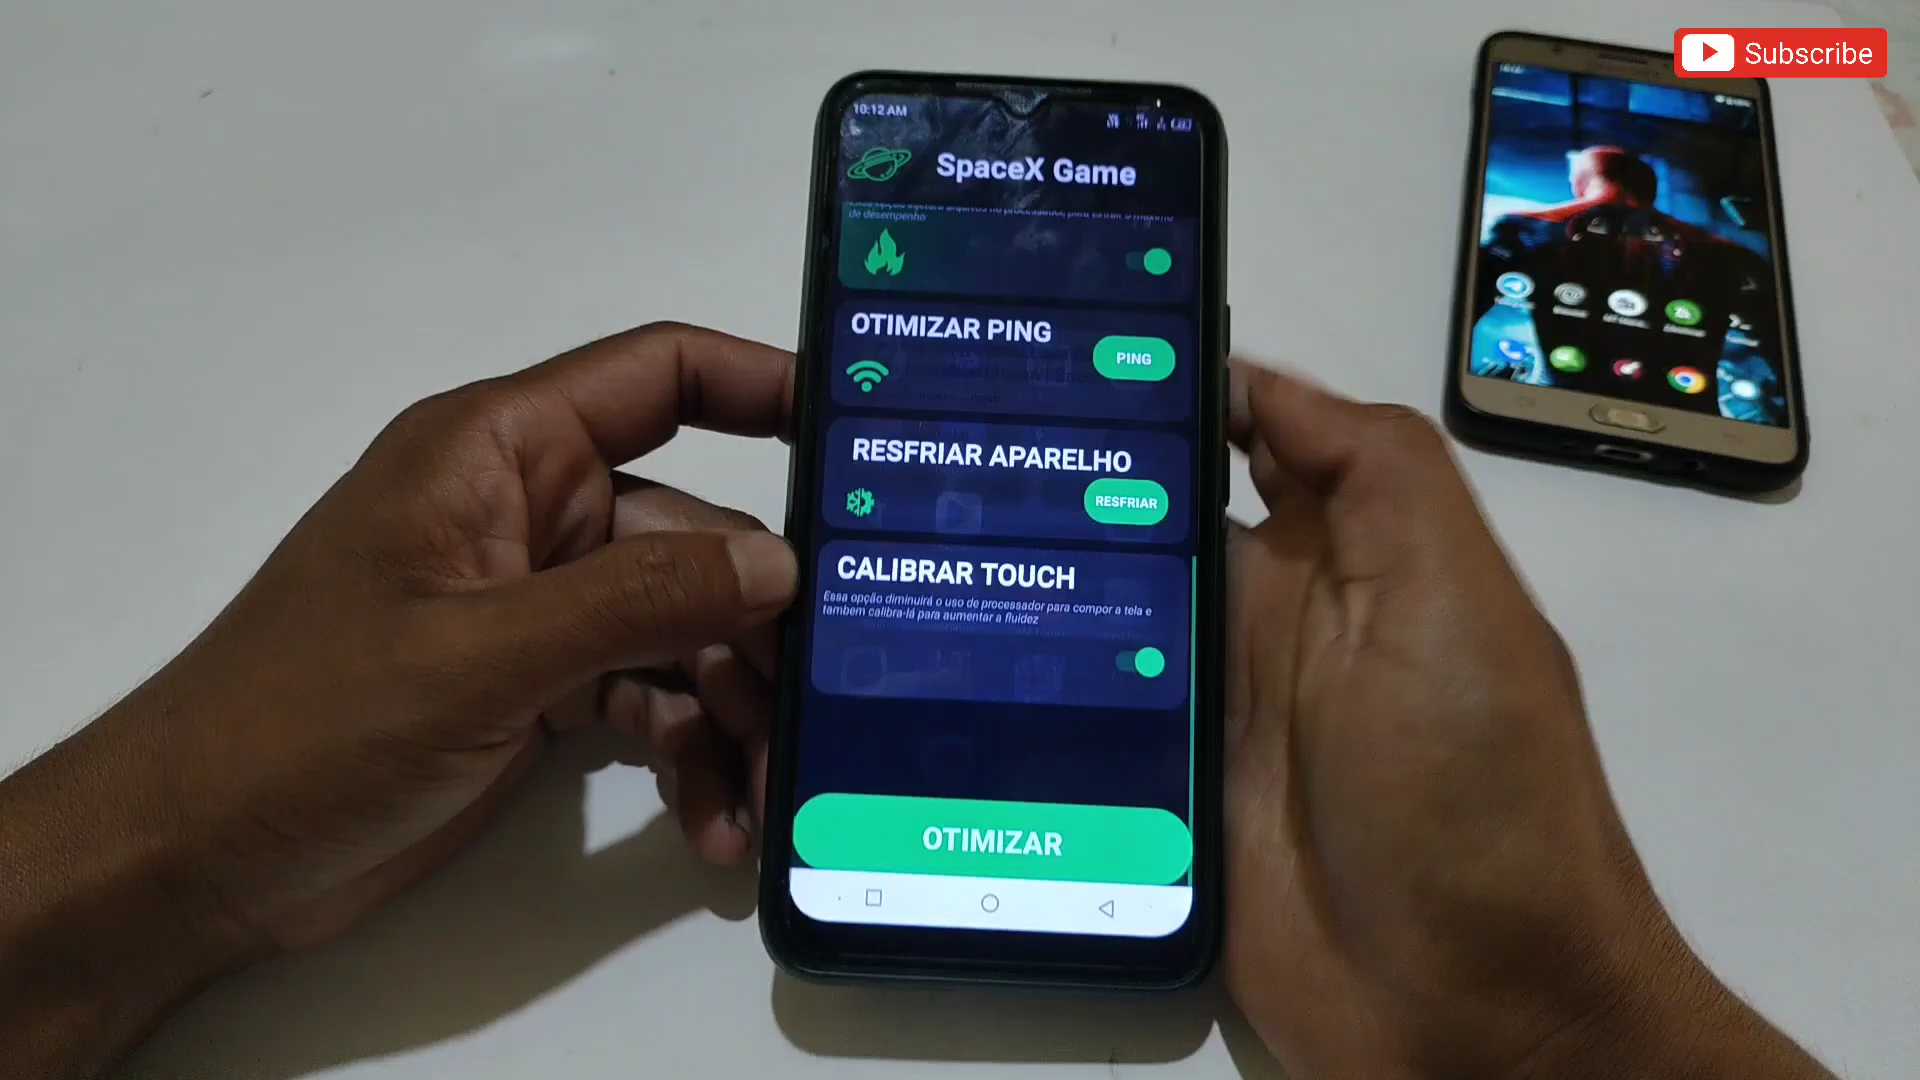 Subscribe
10:12 AM
SpaceX Game
de desempenho
OTIMIZAR PING
PING
RESFRIAR APARELHO
RESFRIAR
CALIBRAR TOUCH
Essa opção diminuirá o uso de processador para compor a tela e
tambem calibra-lá para aumentar a fluidez
OTIMIZAR